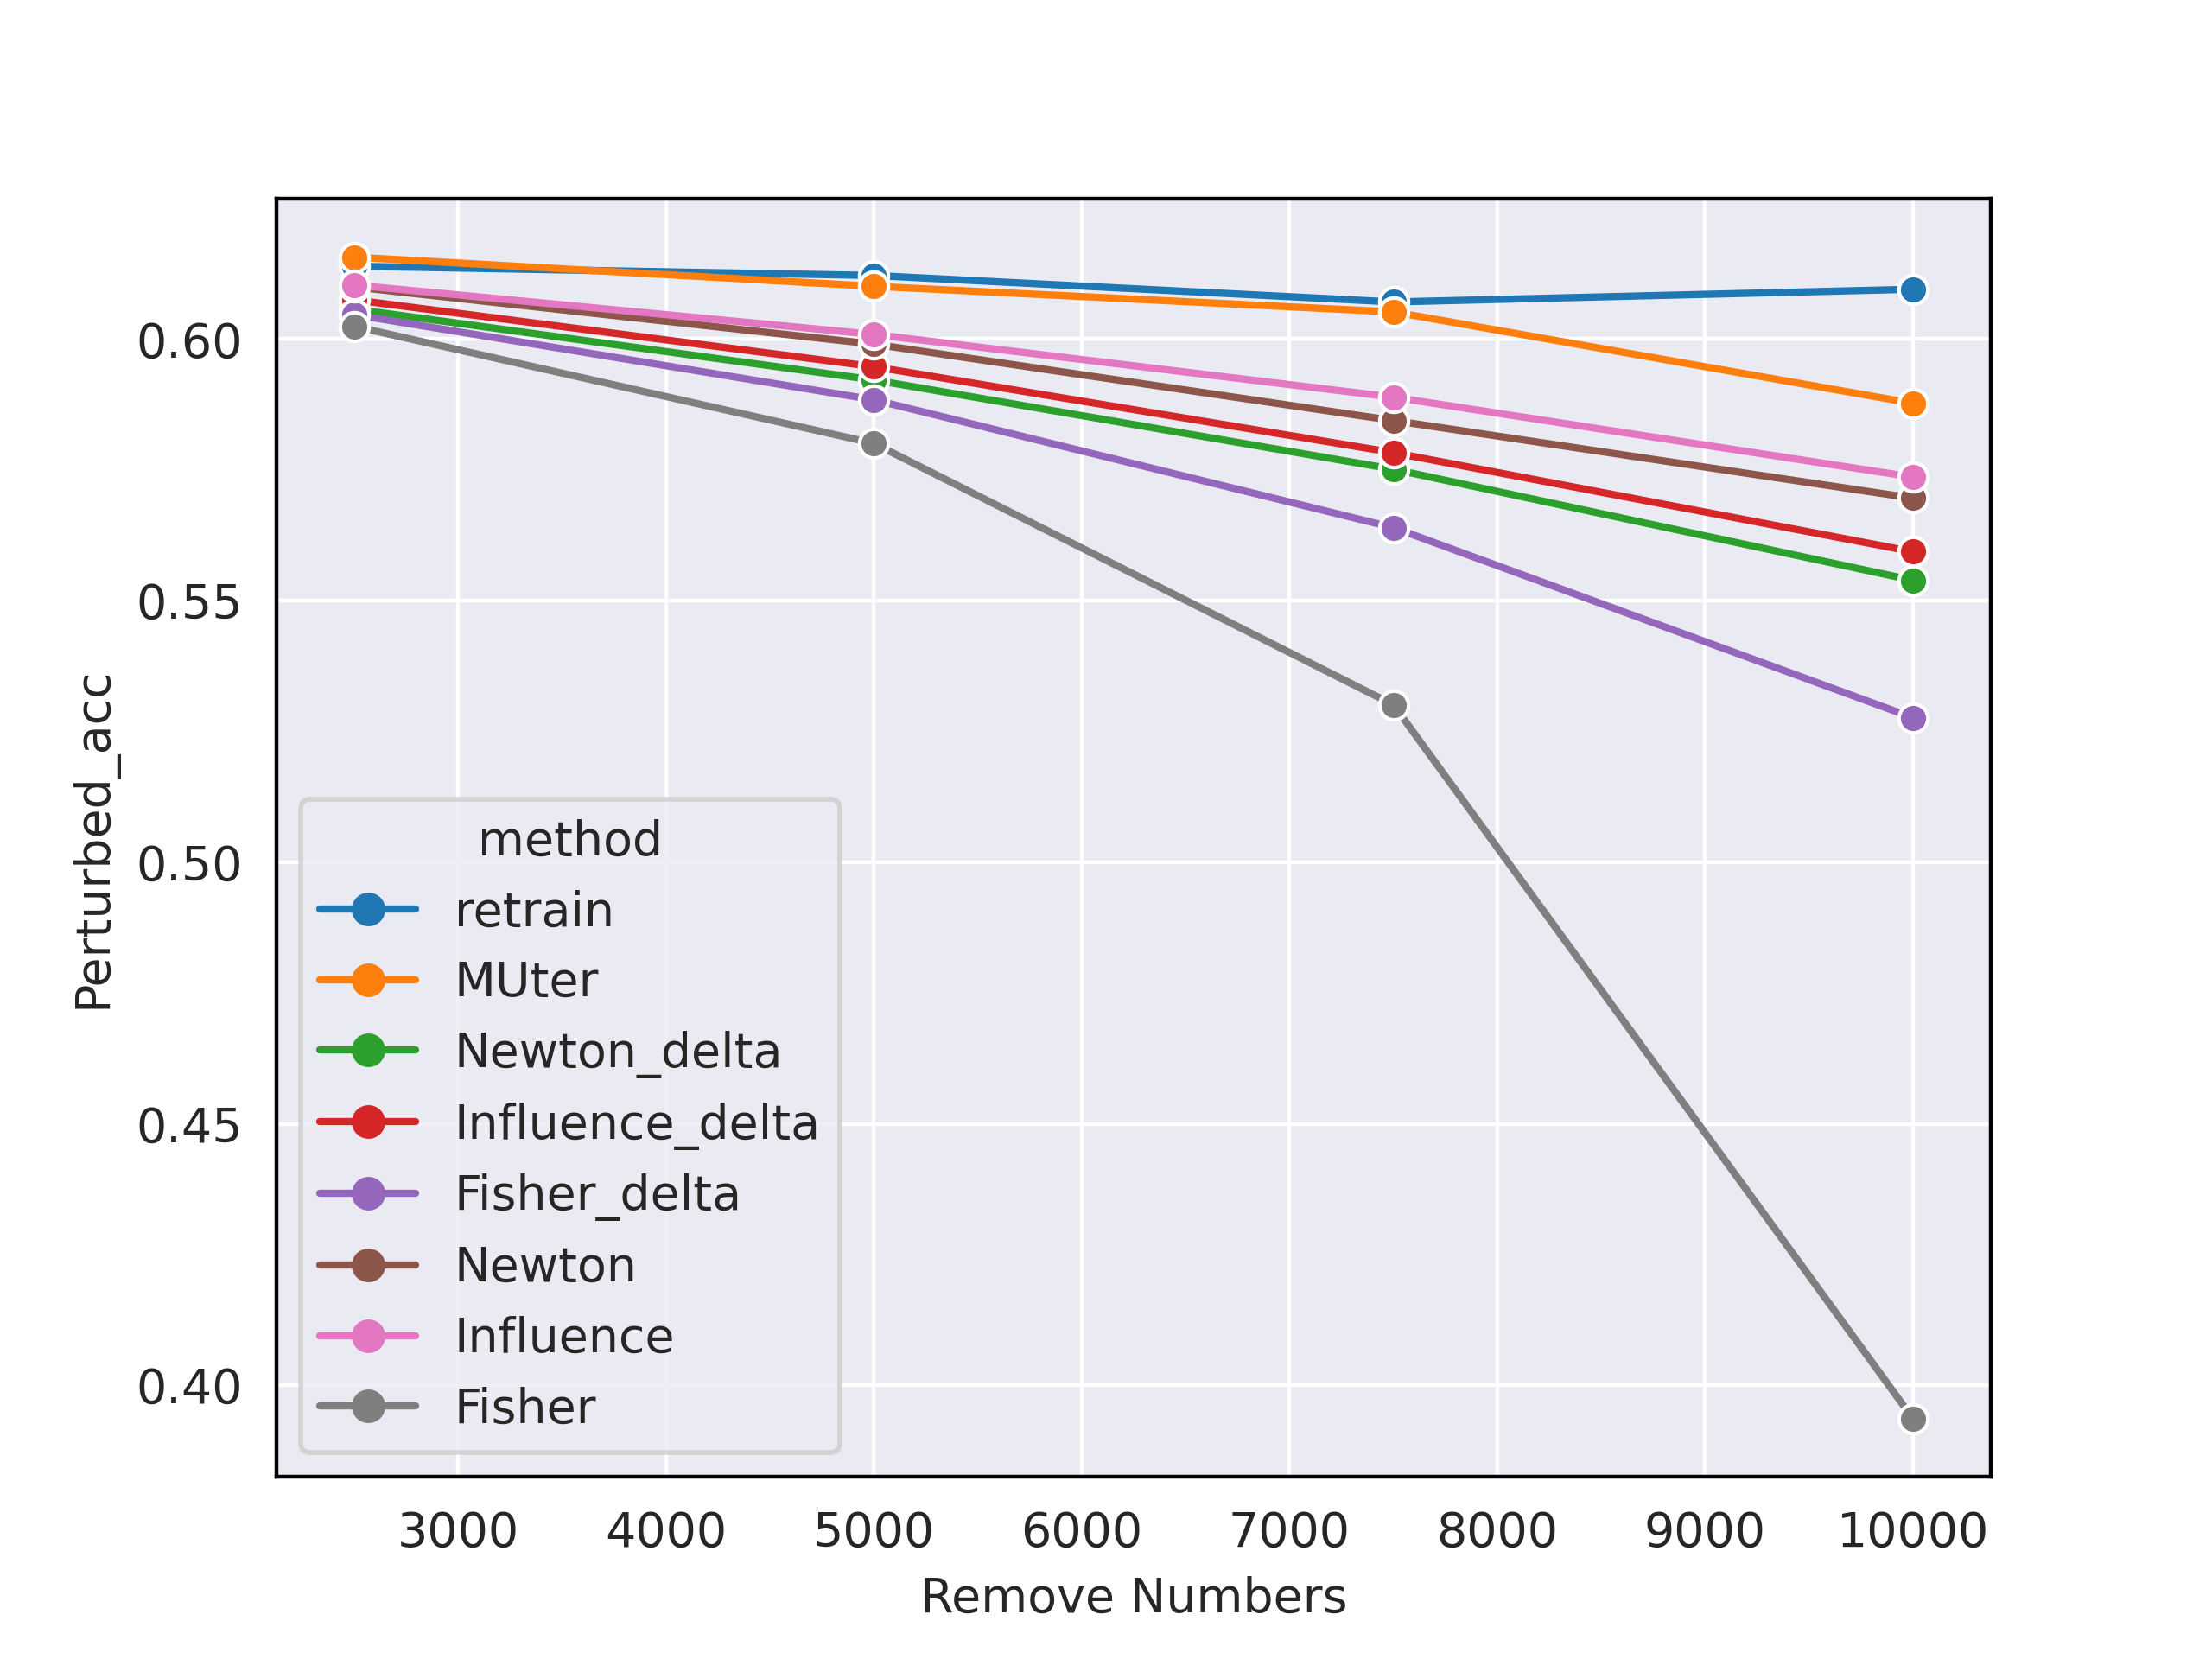 0.60
0.55
0.50
0.45
0.40
Perturbed_acc
method
retrain
MUter
Newton_delta
Influence_delta
Fisher_delta
Newton
Influence
Fisher
3000 4000 5000 6000 7000 8000 9000 10000
Remove Numbers